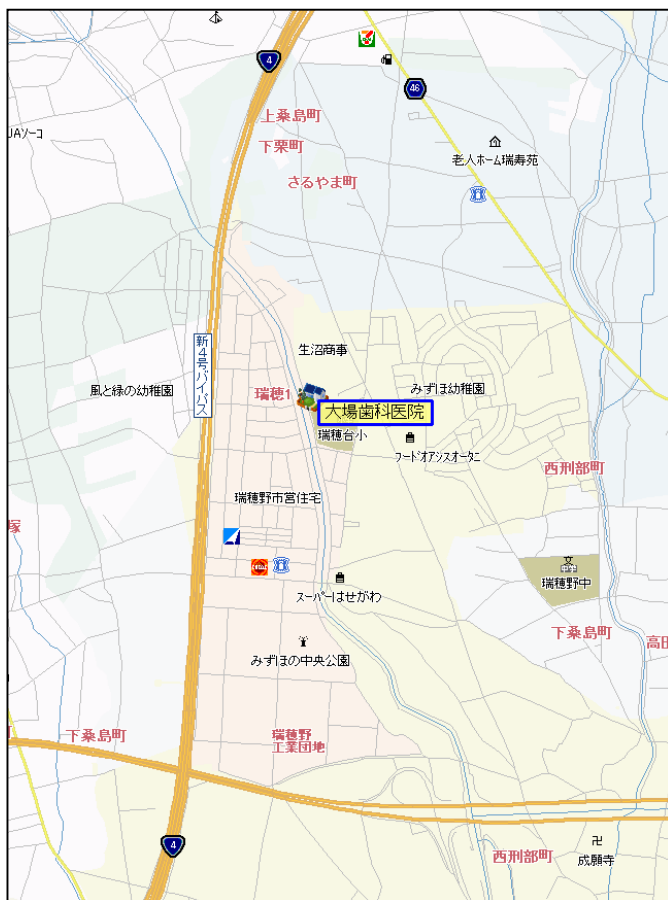 4
46
上桑島町
JAソーコ
下栗町
老人ホーム瑞寿苑
さるやま町
新4号バイパス
生沼商事
風と緑の幼稚園
瑞穂1
みずほ幼稚園
大場歯科医院
瑞穂台小
フードオアシスオータニ
西刑部町
瑞穂野市営住宅
塚
瑞穂野中
スーパーはせがわ
下桑島町
高田
みずほの中央公園
下桑島町
瑞穂野
工業団地
4
西刑部町
成願寺